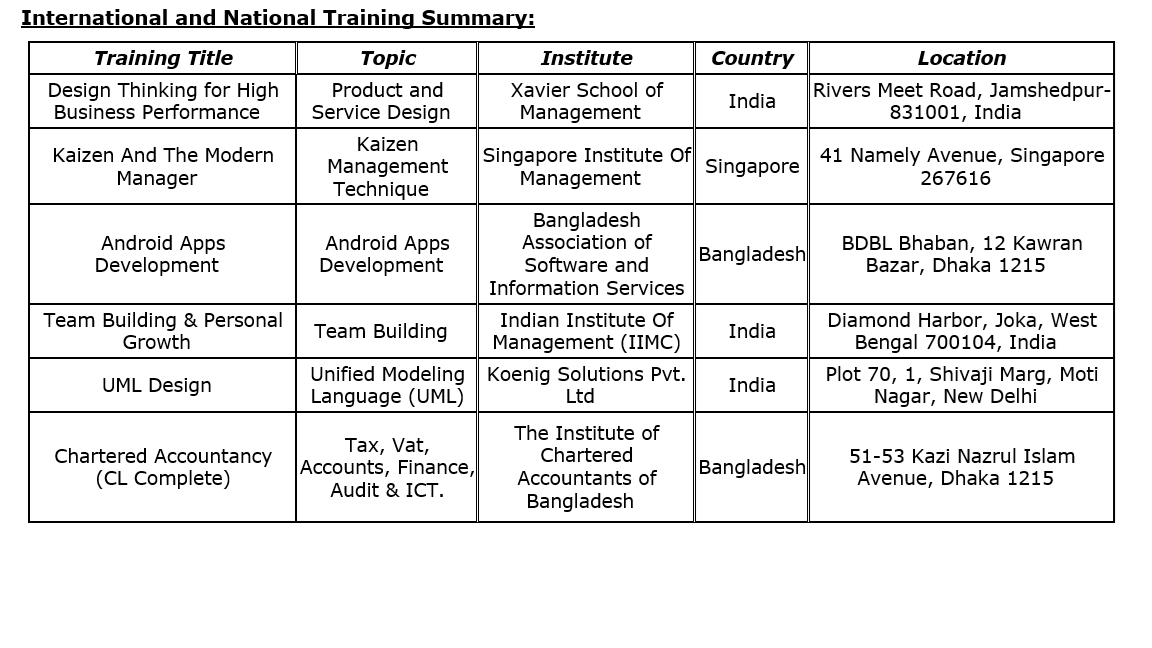 International and National Training Summary:
Training Title Topic Institute Country Location
Design Thinking for High
Business Performance
Product and
Service Design
Xavier School of
Management
India
Rivers Meet Road, Jamshedpur-
831001, India
Kaizen And The Modern
Manager
Kaizen
Management
Technique
Singapore Institute Of
Management
Singapore
41 Namely Avenue, Singapore
267616
Android Apps
Development
Android Apps
Development
Bangladesh
Association of
Software and
Information Services
Bangladesh
BDBL Bhaban, 12 Kawran
Bazar, Dhaka 1215
Team Building & Personal
Growth
Team Building
Indian Institute Of
Management (IIMC)
India
Diamond Harbor, Joka, West
Bengal 700104, India
UML Design
Unified Modeling
Language (UML)
Koenig Solutions Pvt.
Ltd
India
Plot 70, 1, Shivaji Marg, Moti
Nagar, New Delhi
Chartered Accountancy
(CL Complete)
Tax, Vat,
Accounts, Finance,
Audit & ICT.
The Institute of
Chartered
Accountants of
Bangladesh
Bangladesh
51-53 Kazi Nazrul Islam
Avenue, Dhaka 1215